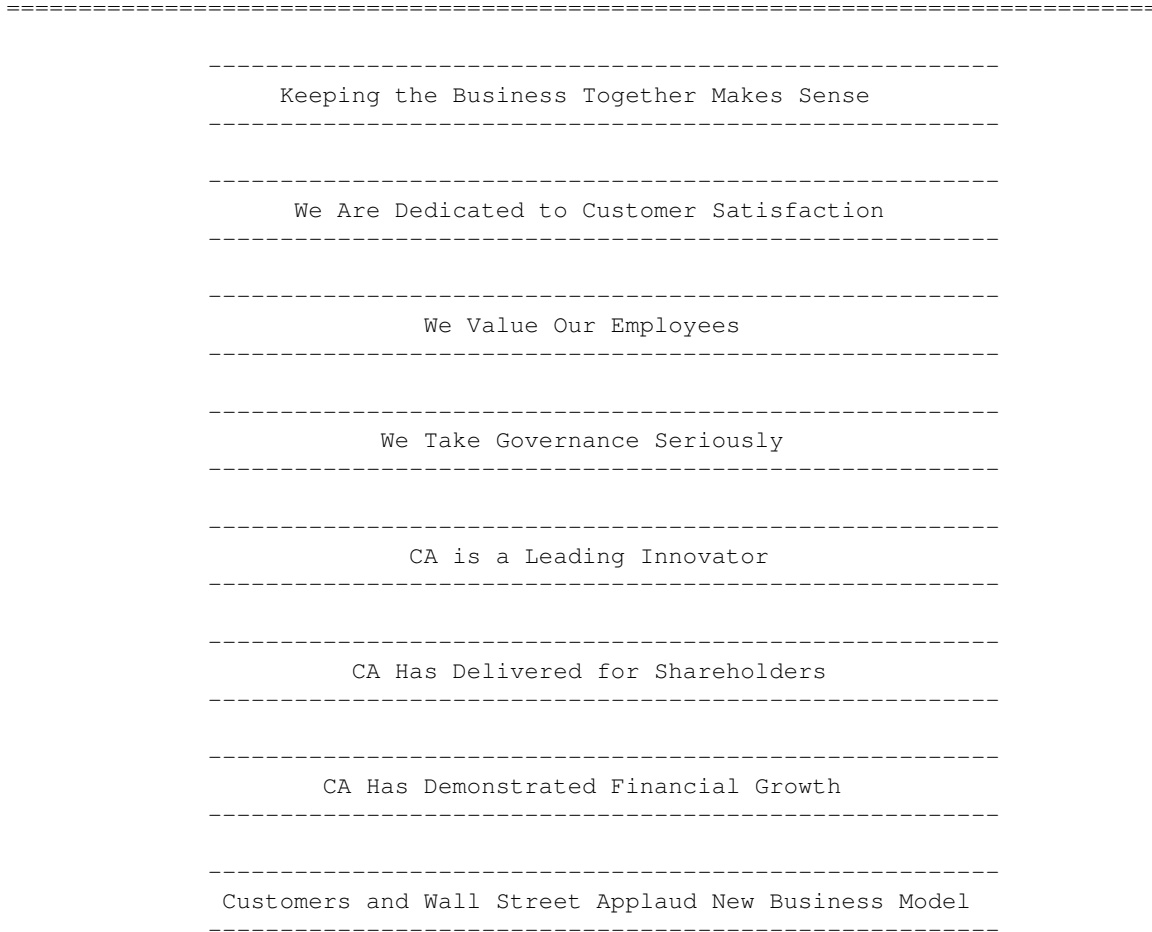 ================================================================================
-------------------------------------------------------
Keeping the Business Together Makes Sense
-------------------------------------------------------
-------------------------------------------------------
We Are Dedicated to Customer Satisfaction
-------------------------------------------------------
-------------------------------------------------------
We Value Our Employees
-------------------------------------------------------
-------------------------------------------------------
We Take Governance Seriously
-------------------------------------------------------
-------------------------------------------------------
CA is a Leading Innovator
-------------------------------------------------------
-------------------------------------------------------
CA Has Delivered for Shareholders
-------------------------------------------------------
-------------------------------------------------------
CA Has Demonstrated Financial Growth
-------------------------------------------------------
-------------------------------------------------------
Customers and Wall Street Applaud New Business Model
-------------------------------------------------------